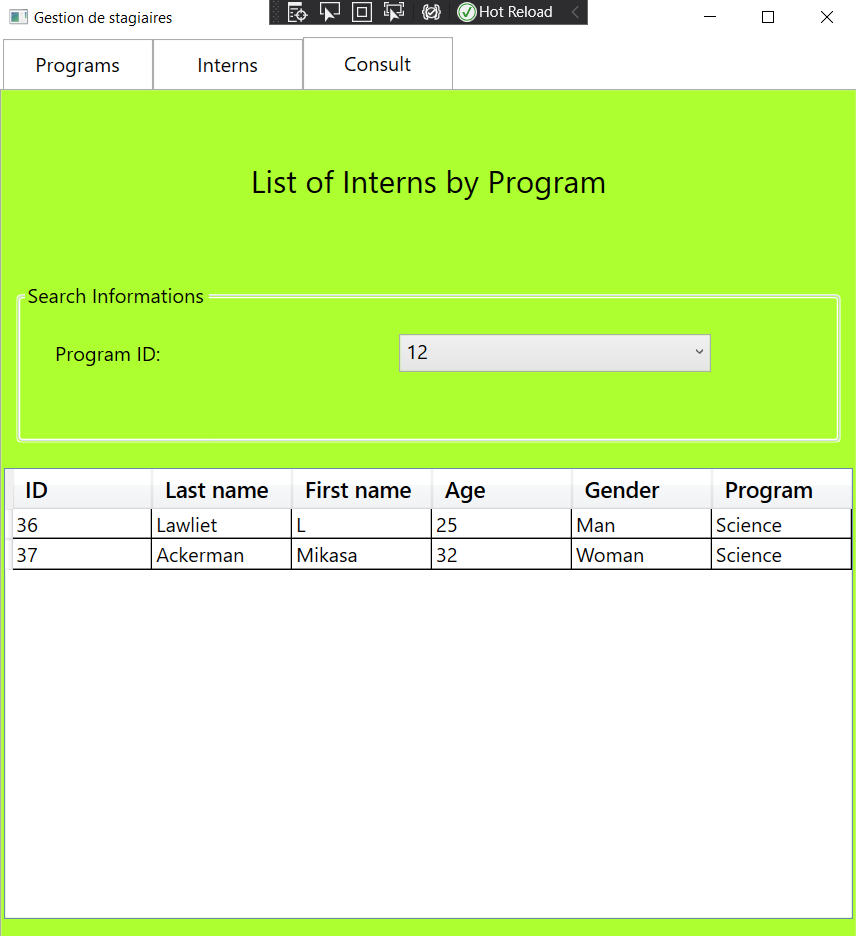 Gestion de stagiaires
Hot Reload
Programs Interns Consult
List of Interns by Program
Search Informations
Program ID: 12
ID Last name First name Age Gender Program
36 Lawliet L 25 Man Science
37 Ackerman Mikasa 32 Woman Science